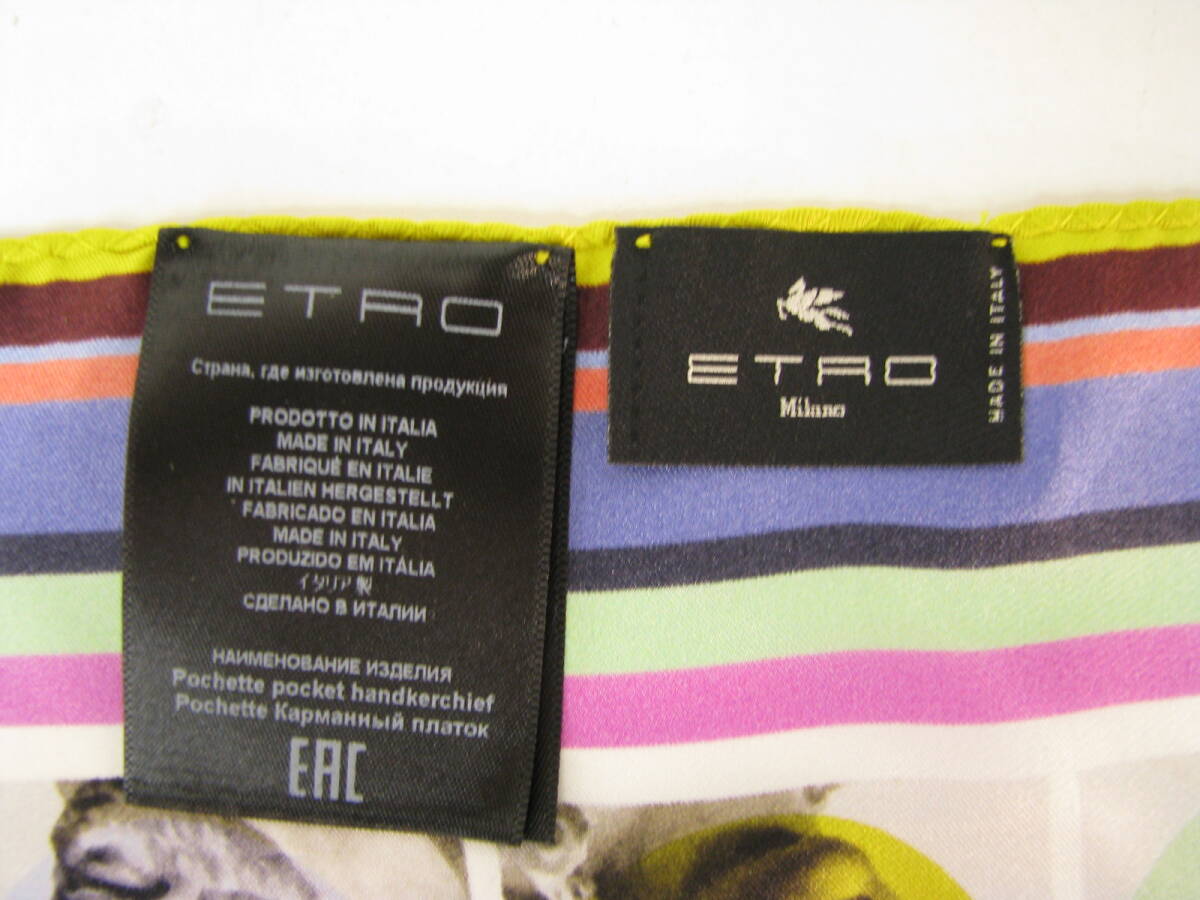 ETRO
Страна, где изготовлена продукция
PRODOTTO IN ITALIA
MADE IN ITALY
FABRIQUÉ EN ITALIE
IN ITALIEN HERGESTELLT
FABRICADO EN ITALIA
MADE IN ITALY
PRODUZIDO EM ITÁLIA
イタリア製
СДЕЛАНО В ИТАЛИИ
НАИМЕНОВАНИЕ ИЗДЕЛИЯ
Pochette pocket handkerchief
Pochette Карманный платок
EAC
ETRO
Milano
MADE IN ITALY